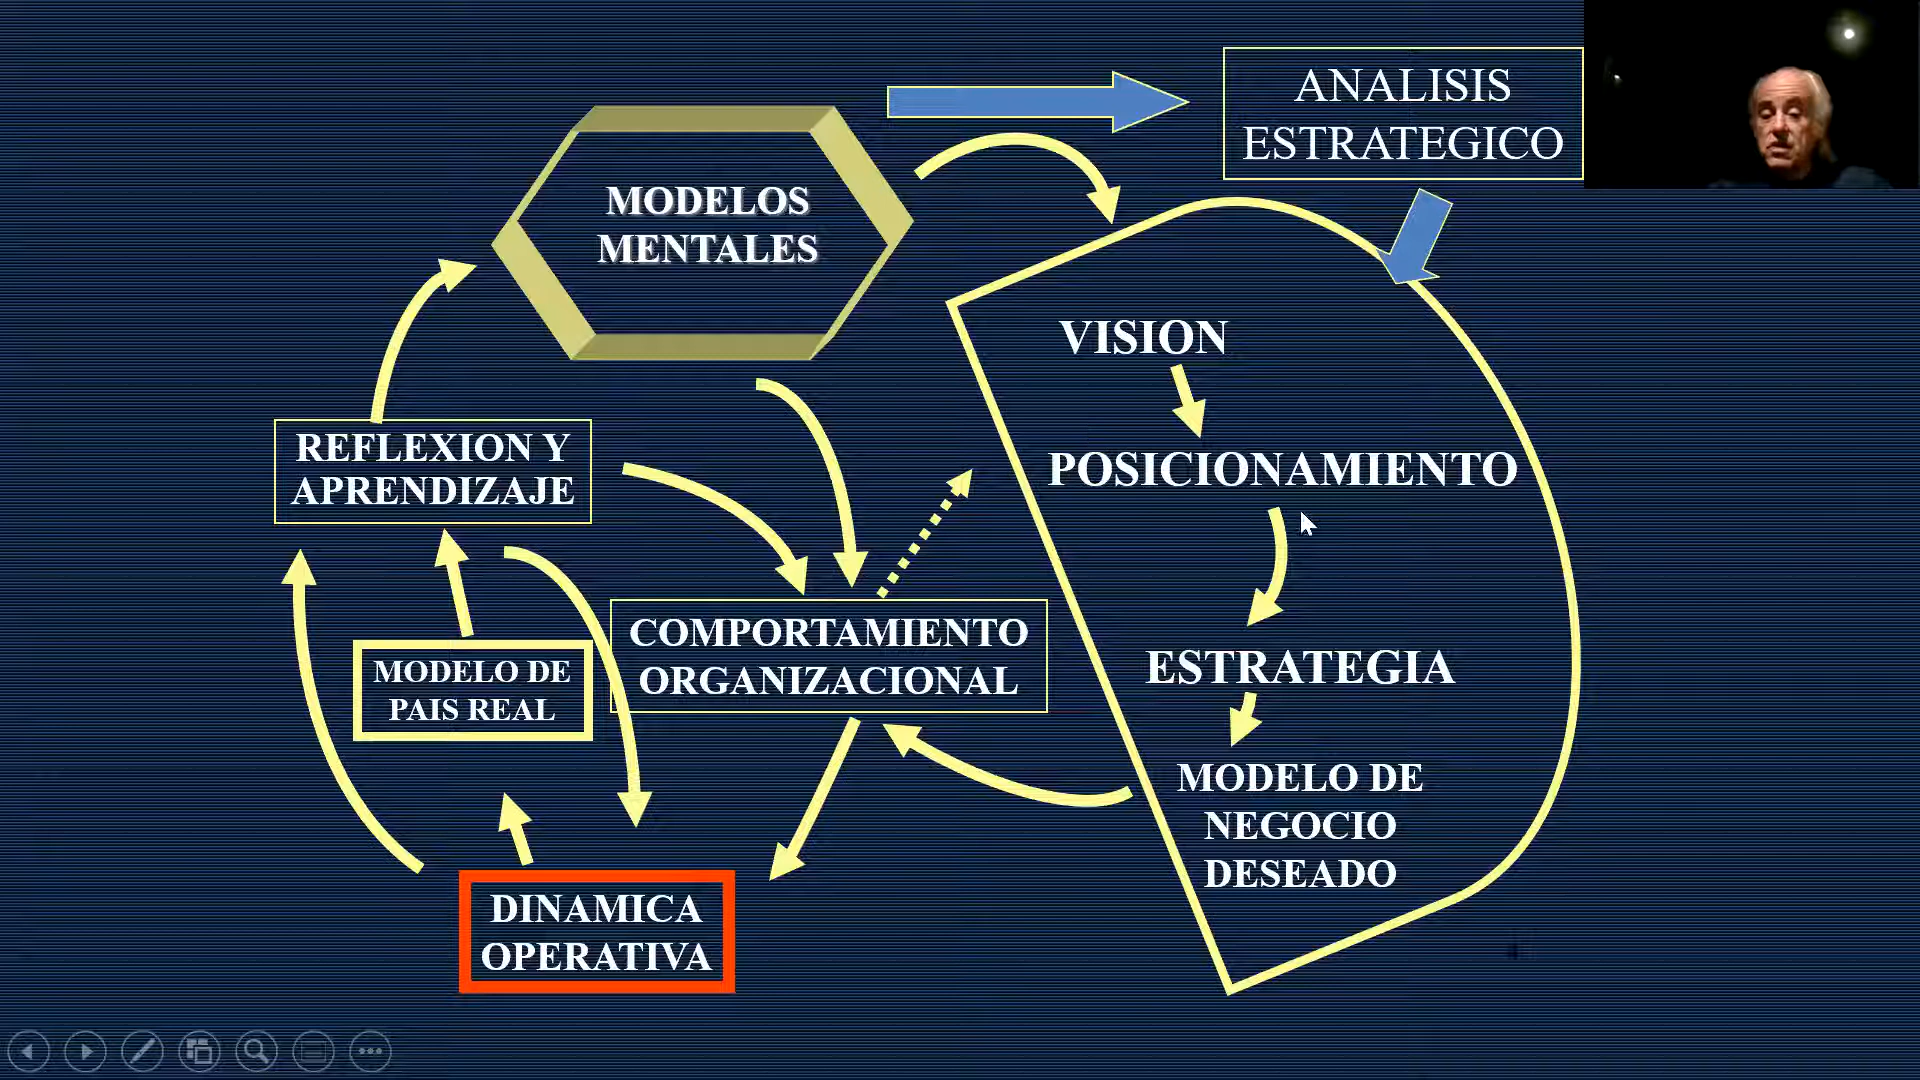 ANALISIS
ESTRATEGICO
MODELOS
MENTALES
VISION
POSICIONAMIENTO
REFLEXION Y
APRENDIZAJE
COMPORTAMIENTO
ORGANIZACIONAL
ESTRATEGIA
MODELO DE
PAIS REAL
MODELO DE
NEGOCIO
DESEADO
DINAMICA
OPERATIVA